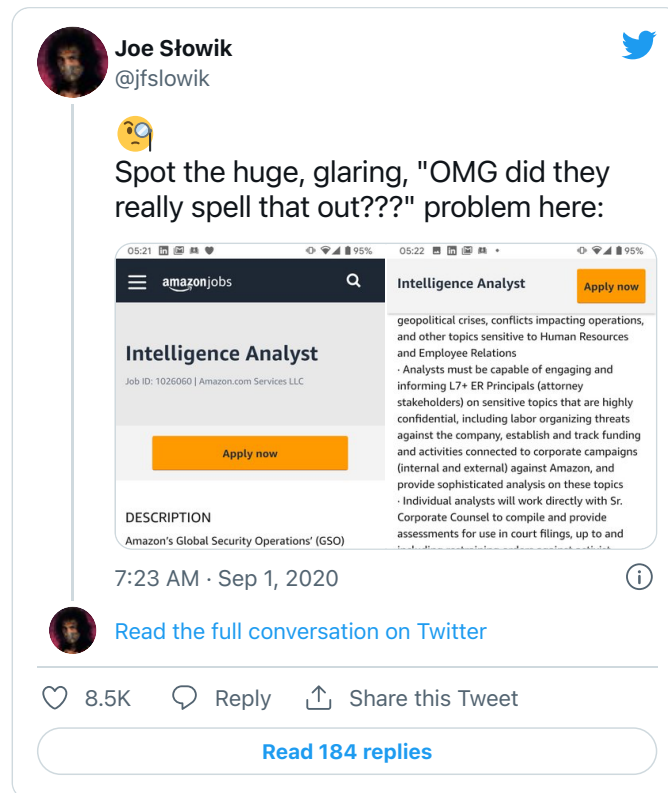 Joe Słowik
@jfslowik
Spot the huge, glaring, "OMG did they
really spell that out???" problem here:
05:21
95%
amazonjobs
Intelligence Analyst
Job ID: 1026060 | Amazon.com Services LLC
Apply now
DESCRIPTION
Amazon's Global Security Operations' (GSO)
05:22
95%
Intelligence Analyst
Apply now
geopolitical crises, conflicts impacting operations,
and other topics sensitive to Human Resources
and Employee Relations
· Analysts must be capable of engaging and
informing L7+ ER Principals (attorney
stakeholders) on sensitive topics that are highly
confidential, including labor organizing threats
against the company, establish and track funding
and activities connected to corporate campaigns
(internal and external) against Amazon, and
provide sophisticated analysis on these topics
· Individual analysts will work directly with Sr.
Corporate Counsel to compile and provide
assessments for use in court filings, up to and
7:23 AM · Sep 1, 2020
Read the full conversation on Twitter
8.5K
Reply
Share this Tweet
Read 184 replies